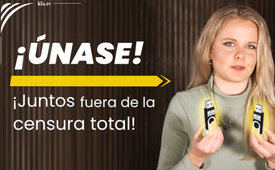 kla.tv
¡ÚNASE!
¡Juntos fuera de la
censura total!